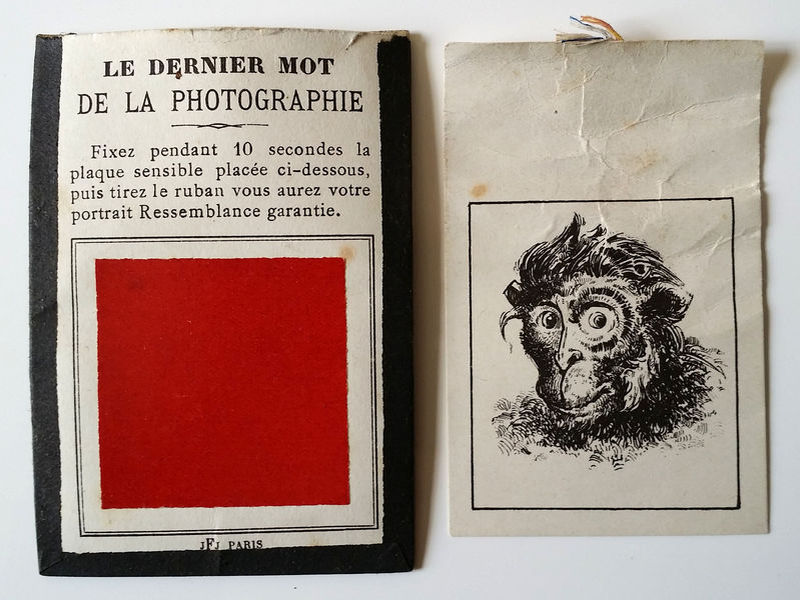 LE DERNIER MOT
DE LA PHOTOGRAPHIE
Fixez pendant 10 secondes la
plaque sensible placée ci-dessous,
puis tirez le ruban vous aurez votre
portrait Ressemblance garantie.
JFJ PARIS